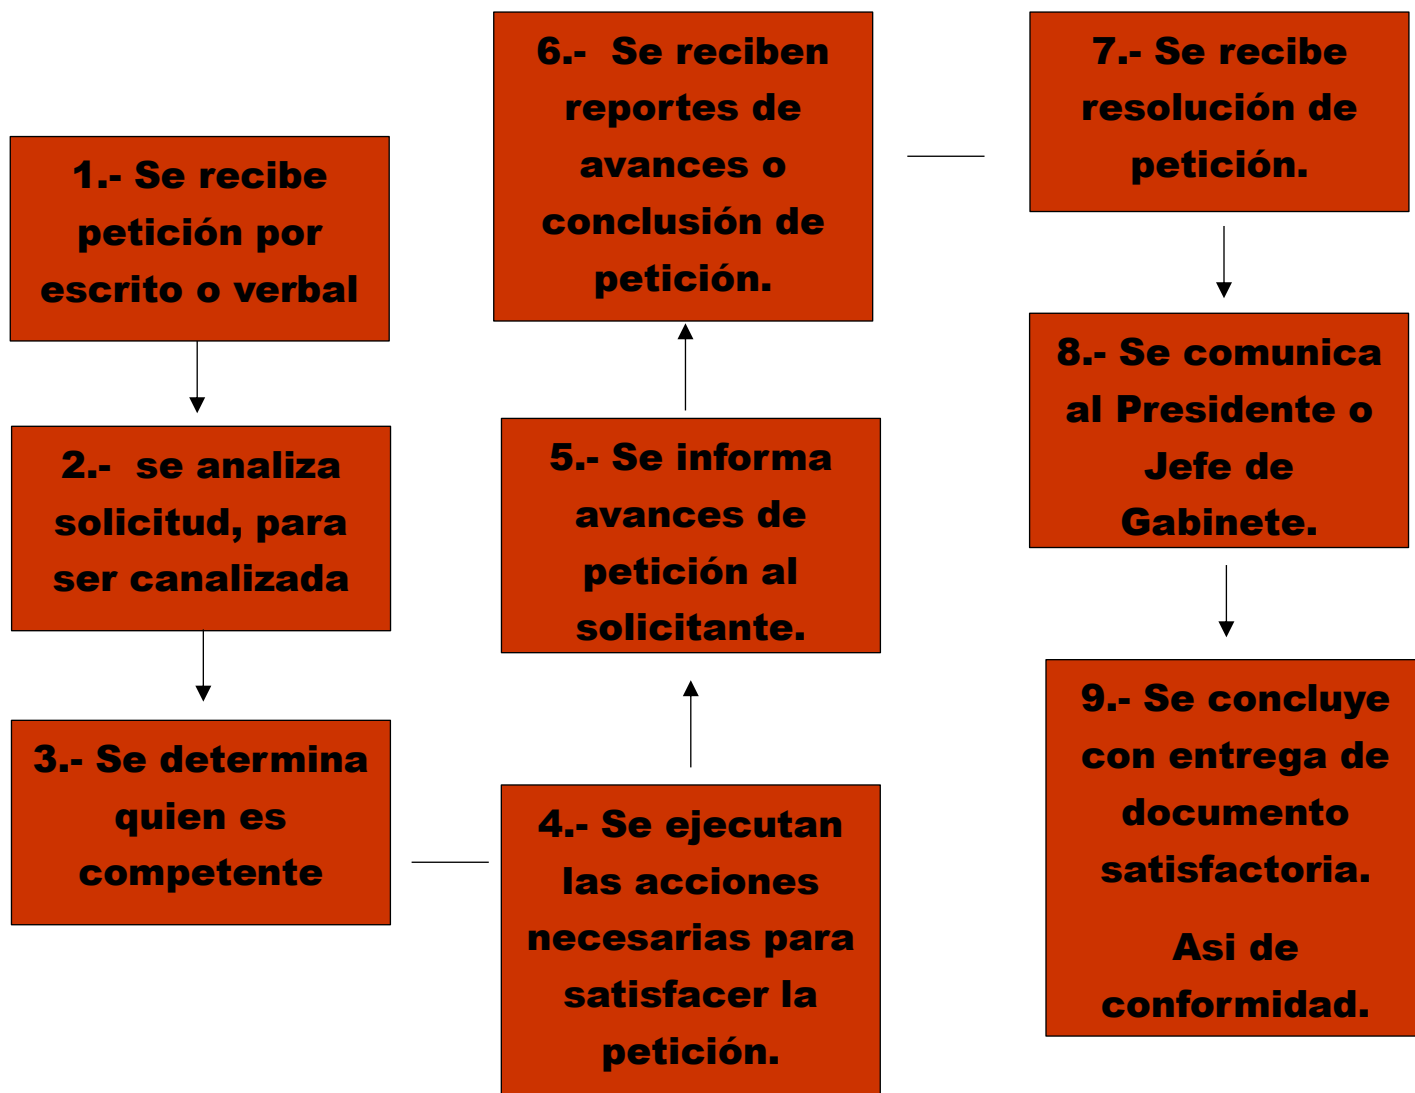 1.- Se recibe
petición por
escrito o verbal
2.- se analiza
solicitud, para
ser canalizada
3.- Se determina
quien es
competente
4.- Se ejecutan
las acciones
necesarias para
satisfacer la
petición.
5.- Se informa
avances de
petición al
solicitante.
6.- Se reciben
reportes de
avances o
conclusión de
petición.
7.- Se recibe
resolución de
petición.
8.- Se comunica
al Presidente o
Jefe de
Gabinete.
9.- Se concluye
con entrega de
documento
satisfactoria.
Asi de
conformidad.